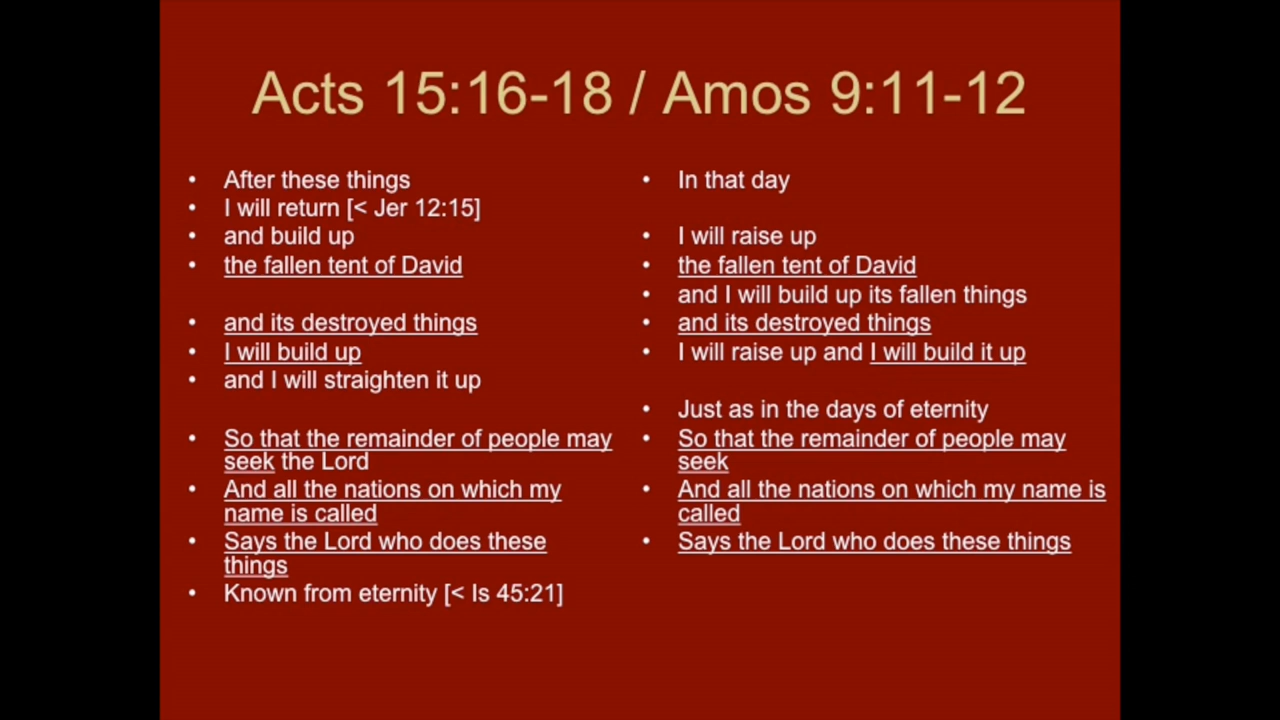 Acts 15:16-18 / Amos 9:11-12
• After these things
• I will return [< Jer 12:15]
• and build up
• the fallen tent of David
• and its destroyed things
• I will build up
• and I will straighten it up
• So that the remainder of people may
seek the Lord
• And all the nations on which my
name is called
• Says the Lord who does these
things
• Known from eternity [< Is 45:21]
• In that day
• I will raise up
• the fallen tent of David
• and I will build up its fallen things
• and its destroyed things
• I will raise up and I will build it up
• Just as in the days of eternity
• So that the remainder of people may
seek
• And all the nations on which my name is
called
• Says the Lord who does these things